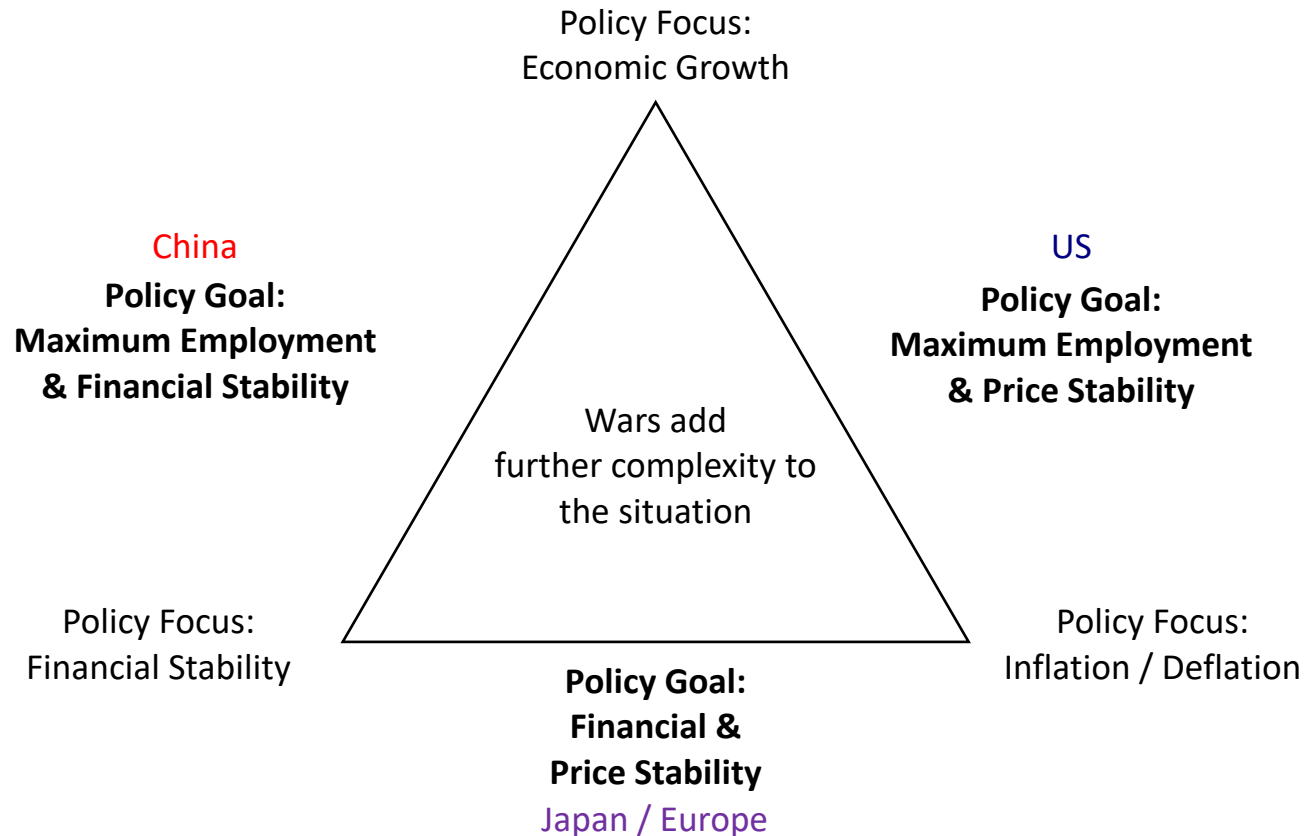 Policy Focus:
Economic Growth
China
Policy Goal:
Maximum Employment
& Financial Stability
US
Policy Goal:
Maximum Employment
& Price Stability
Wars add
further complexity to
the situation
Policy Focus:
Financial Stability
Policy Focus:
Inflation / Deflation
Policy Goal:
Financial &
Price Stability
Japan / Europe